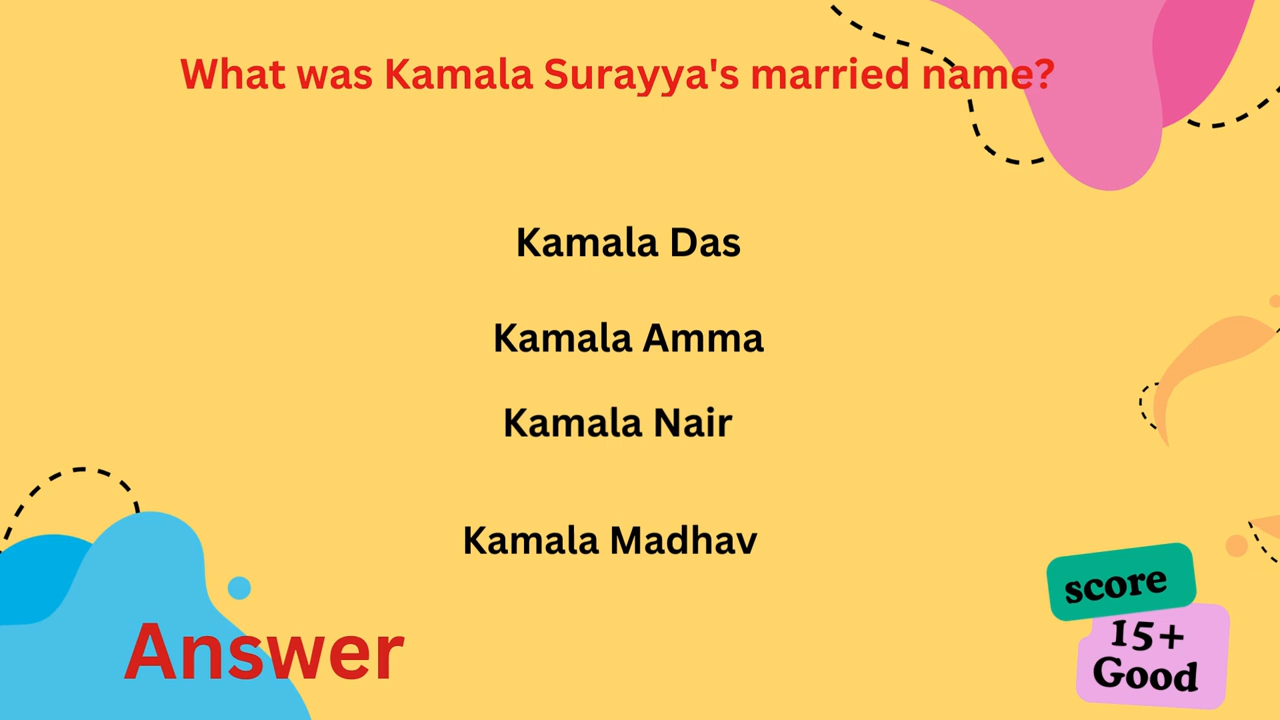 What was Kamala Surayya's married name?
Kamala Das
Kamala Amma
Kamala Nair
Kamala Madhav
Answer
score
15+
Good